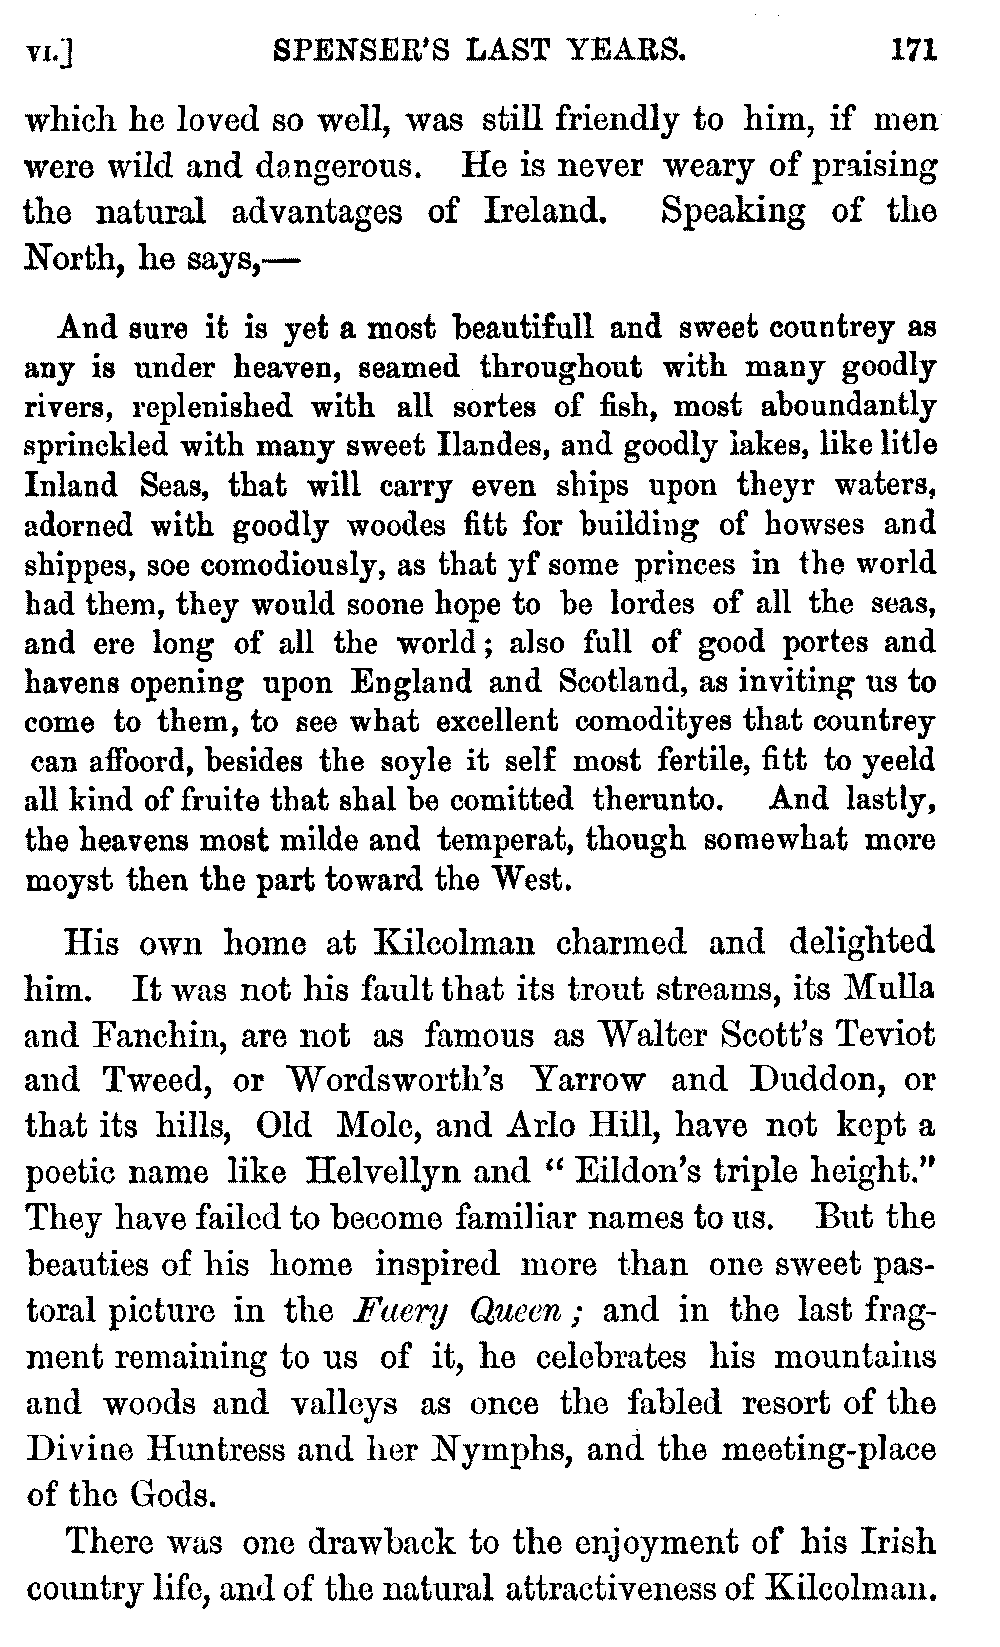 VI.] SPENSER'S LAST YEARS. 171
which he loved so well, was still friendly to him, if men
were wild and dangerous. He is never weary of praising
the natural advantages of Ireland. Speaking of the
North, he says,—
And sure it is yet a most beautifull and sweet countrey as
any is under heaven, seamed throughout with many goodly
rivers, replenished with all sortes of fish, most aboundantly
sprinckled with many sweet Ilandes, and goodly lakes, like litle
Inland Seas, that will carry even ships upon theyr waters,
adorned with goodly woodes fitt for building of howses and
shippes, soe comodiously, as that yf some princes in the world
had them, they would soone hope to be lordes of all the seas,
and ere long of all the world; also full of good portes and
havens opening upon England and Scotland, as inviting us to
come to them, to see what excellent comodityes that countrey
can affoord, besides the soyle it self most fertile, fitt to yeeld
all kind of fruite that shal be comitted therunto. And lastly,
the heavens most milde and temperat, though somewhat more
moyst then the part toward the West.
His own home at Kilcolman charmed and delighted
him. It was not his fault that its trout streams, its Mulla
and Fanchin, are not as famous as Walter Scott's Teviot
and Tweed, or Wordsworth's Yarrow and Duddon, or
that its hills, Old Mole, and Arlo Hill, have not kept a
poetic name like Helvellyn and "Eildon's triple height."
They have failed to become familiar names to us. But the
beauties of his home inspired more than one sweet pas-
toral picture in the Faery Queen; and in the last frag-
ment remaining to us of it, he celebrates his mountains
and woods and valleys as once the fabled resort of the
Divine Huntress and her Nymphs, and the meeting-place
of the Gods.
There was one drawback to the enjoyment of his Irish
country life, and of the natural attractiveness of Kilcolman.